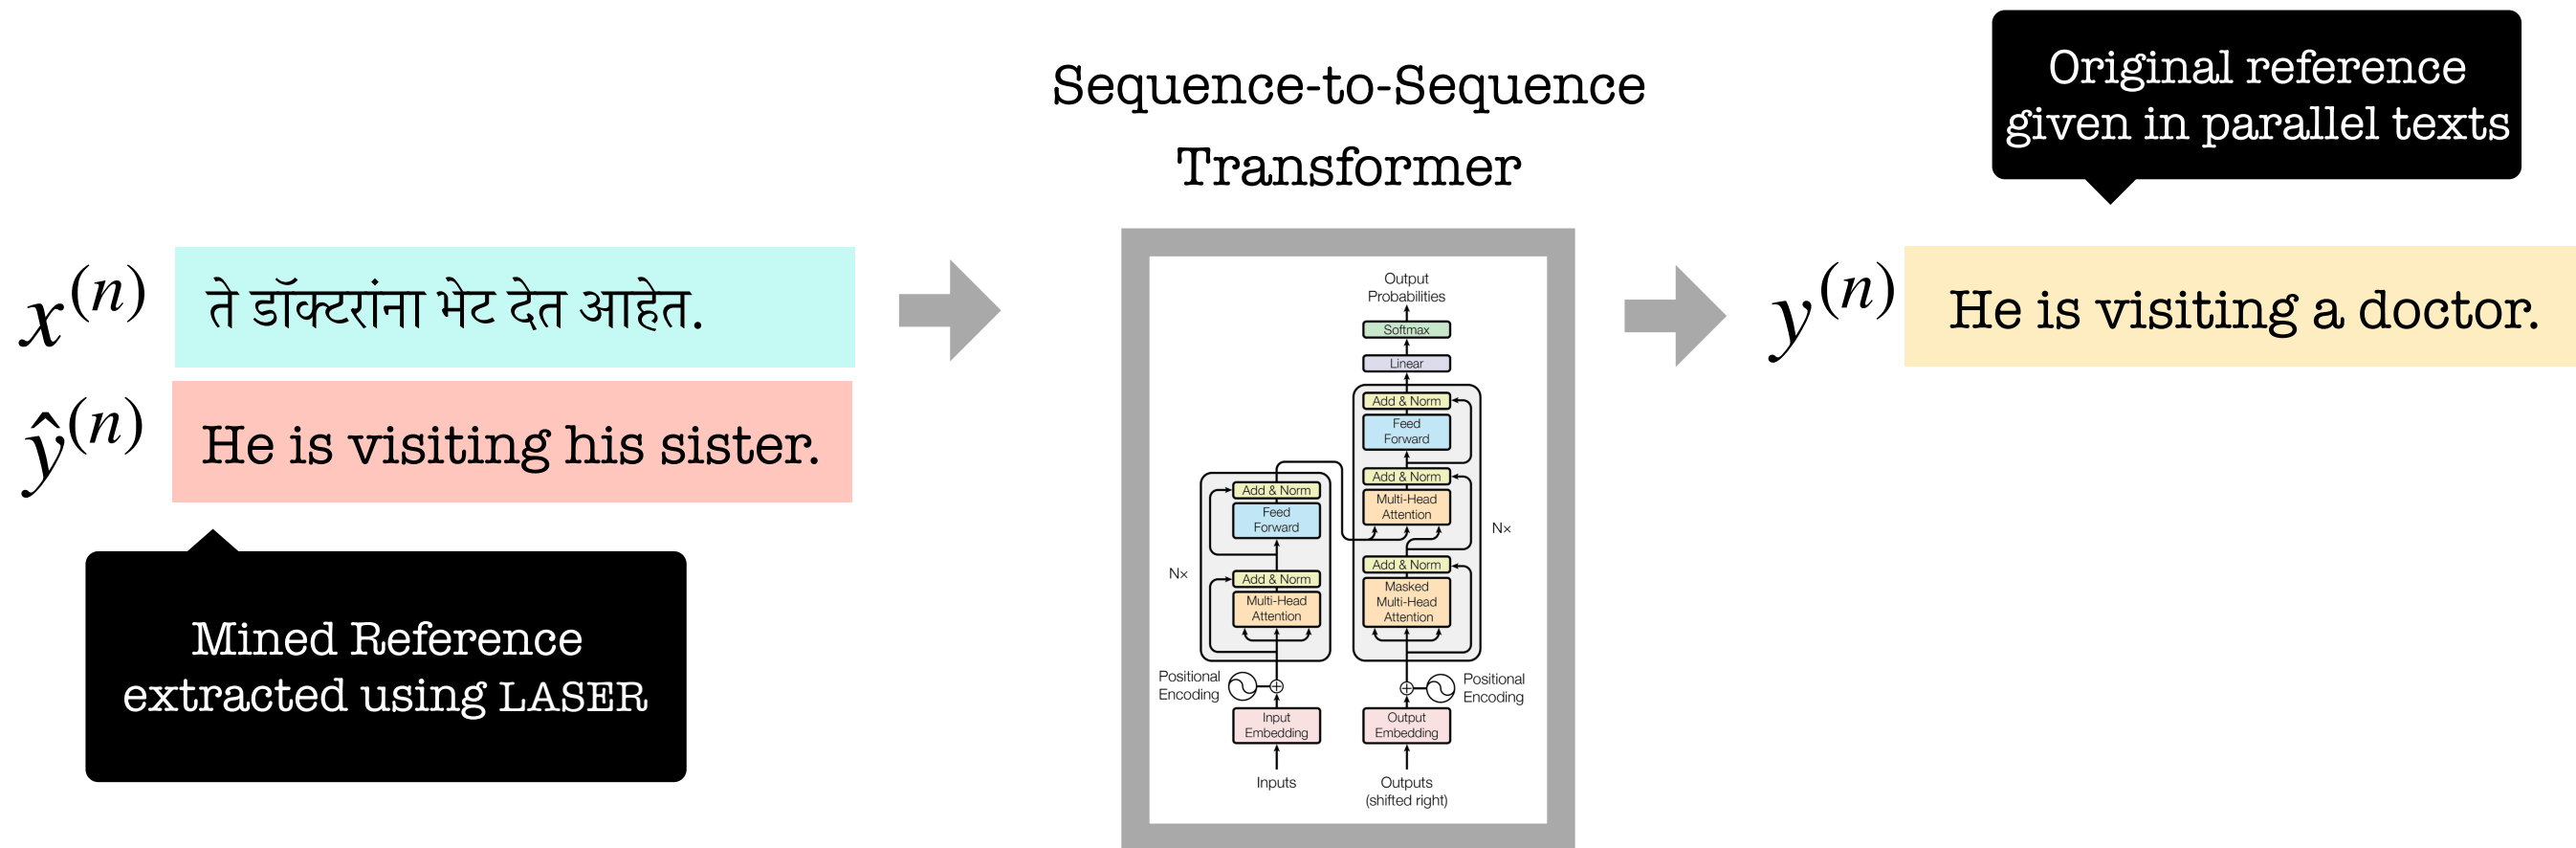 Sequence-to-Sequence
Transformer
Original reference
given in parallel texts
x^(n)
ते डॉक्टरांना भेट देत आहेत.
ŷ^(n)
He is visiting his sister.
Mined Reference
extracted using LASER
Output
Probabilities
Softmax
Linear
Add & Norm
Feed
Forward
Add & Norm
Multi-Head
Attention
Add & Norm
Masked
Multi-Head
Attention
N×
Add & Norm
Feed
Forward
Add & Norm
Multi-Head
Attention
N×
Positional
Encoding
Positional
Encoding
Input
Embedding
Output
Embedding
Inputs
Outputs
(shifted right)
y^(n)
He is visiting a doctor.